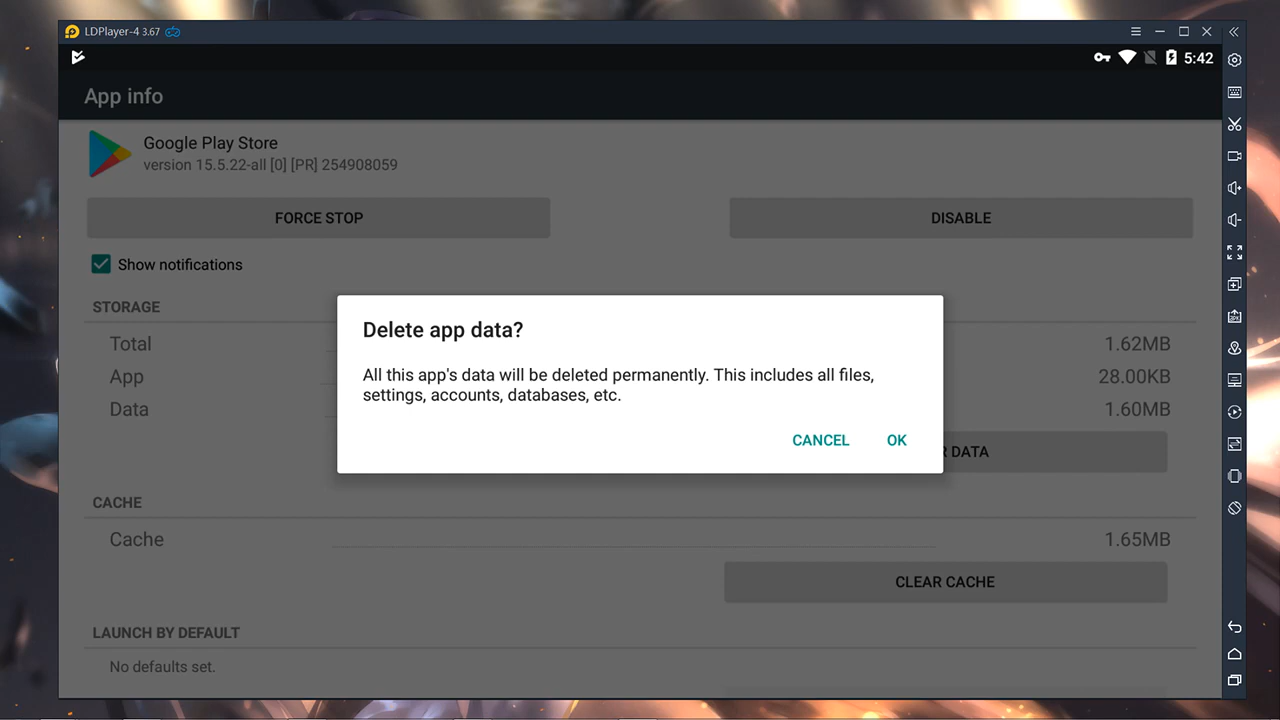 LDPlayer-4 3.67
5:42
App info
Google Play Store
version 15.5.22-all [0] [PR] 254908059
FORCE STOP
DISABLE
Show notifications
STORAGE
Total
1.62MB
App
28.00KB
Data
1.60MB
Delete app data?
All this app's data will be deleted permanently. This includes all files,
settings, accounts, databases, etc.
CANCEL
OK
R DATA
CACHE
Cache
1.65MB
CLEAR CACHE
LAUNCH BY DEFAULT
No defaults set.